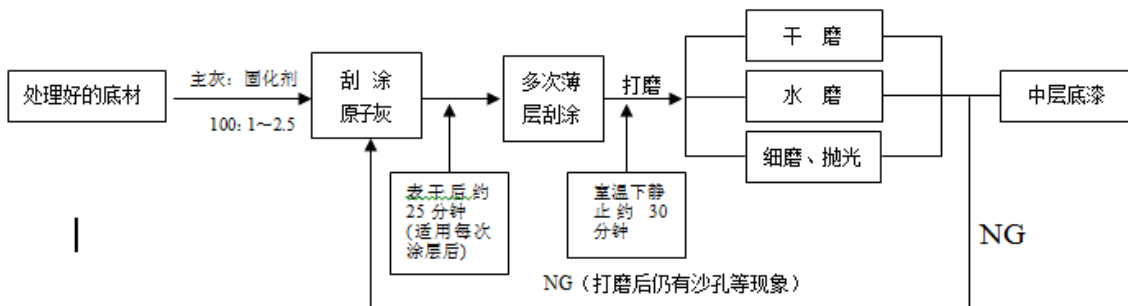 处理好的底材
主灰：固化剂
100：1～2.5
刮 涂
原子灰
多次薄
层刮涂
打磨
干 磨
水 磨
细磨、抛光
中层底漆
表干后约
25分钟
(适用每次
涂层后)
室温下静
止约 30
分钟
NG
NG（打磨后仍有沙孔等现象）